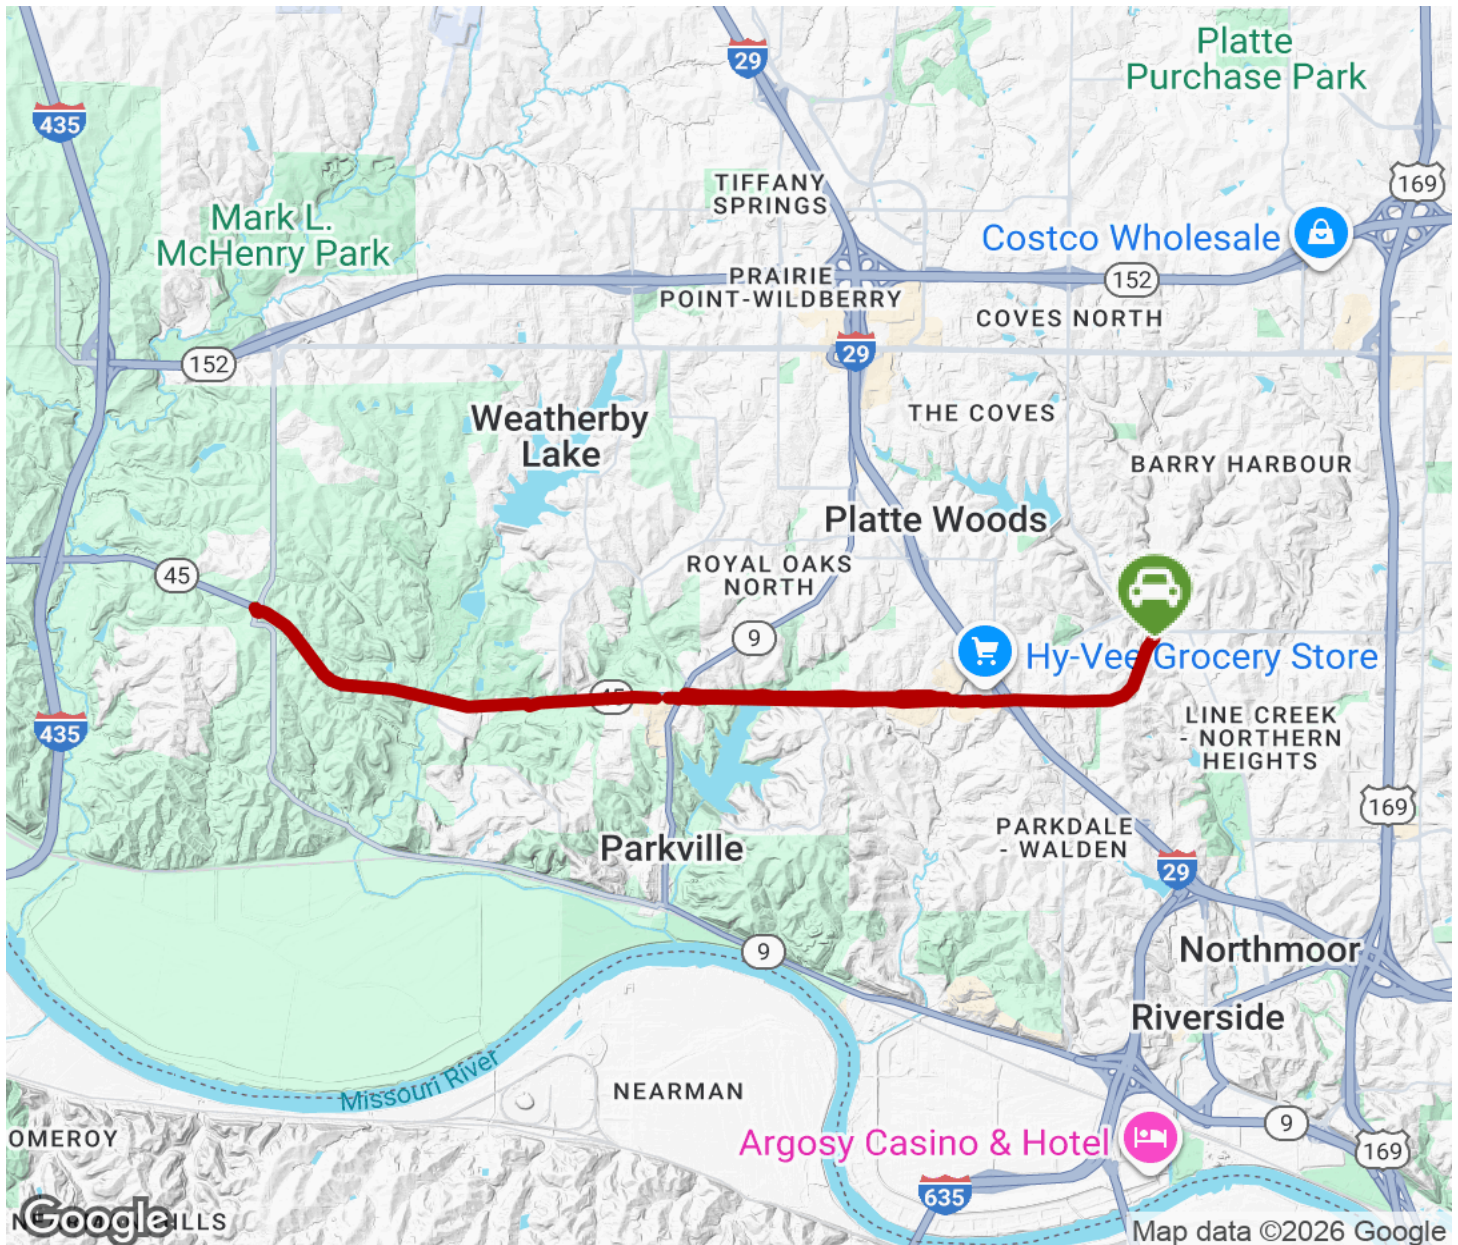 Platte
Purchase Park
29
435
169
TIFFANY
SPRINGS
Mark L.
McHenry Park
Costco Wholesale
PRAIRIE
POINT-WILDBERRY
152
COVES NORTH
29
152
THE COVES
Weatherby
Lake
BARRY HARBOUR
Platte Woods
ROYAL OAKS
NORTH
45
9
Hy-Vee Grocery Store
45
LINE CREEK
- NORTHERN
HEIGHTS
435
169
PARKDALE
- WALDEN
Parkville
29
Northmoor
9
Riverside
Missouri River
NEARMAN
9
OMEROY
Argosy Casino & Hotel
169
635
Google
HILLS
Map data ©2026 Google